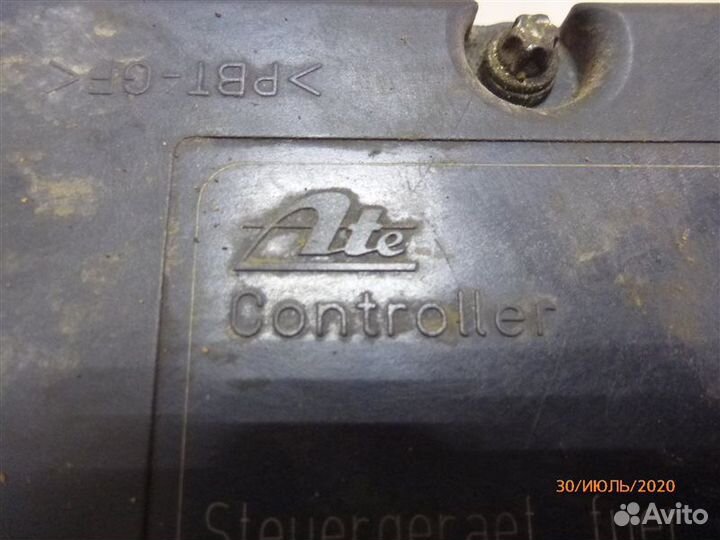 >PBT-GF<
Ate
Controller
Steuergeraet fuer
30/ИЮЛЬ/2020
Avito